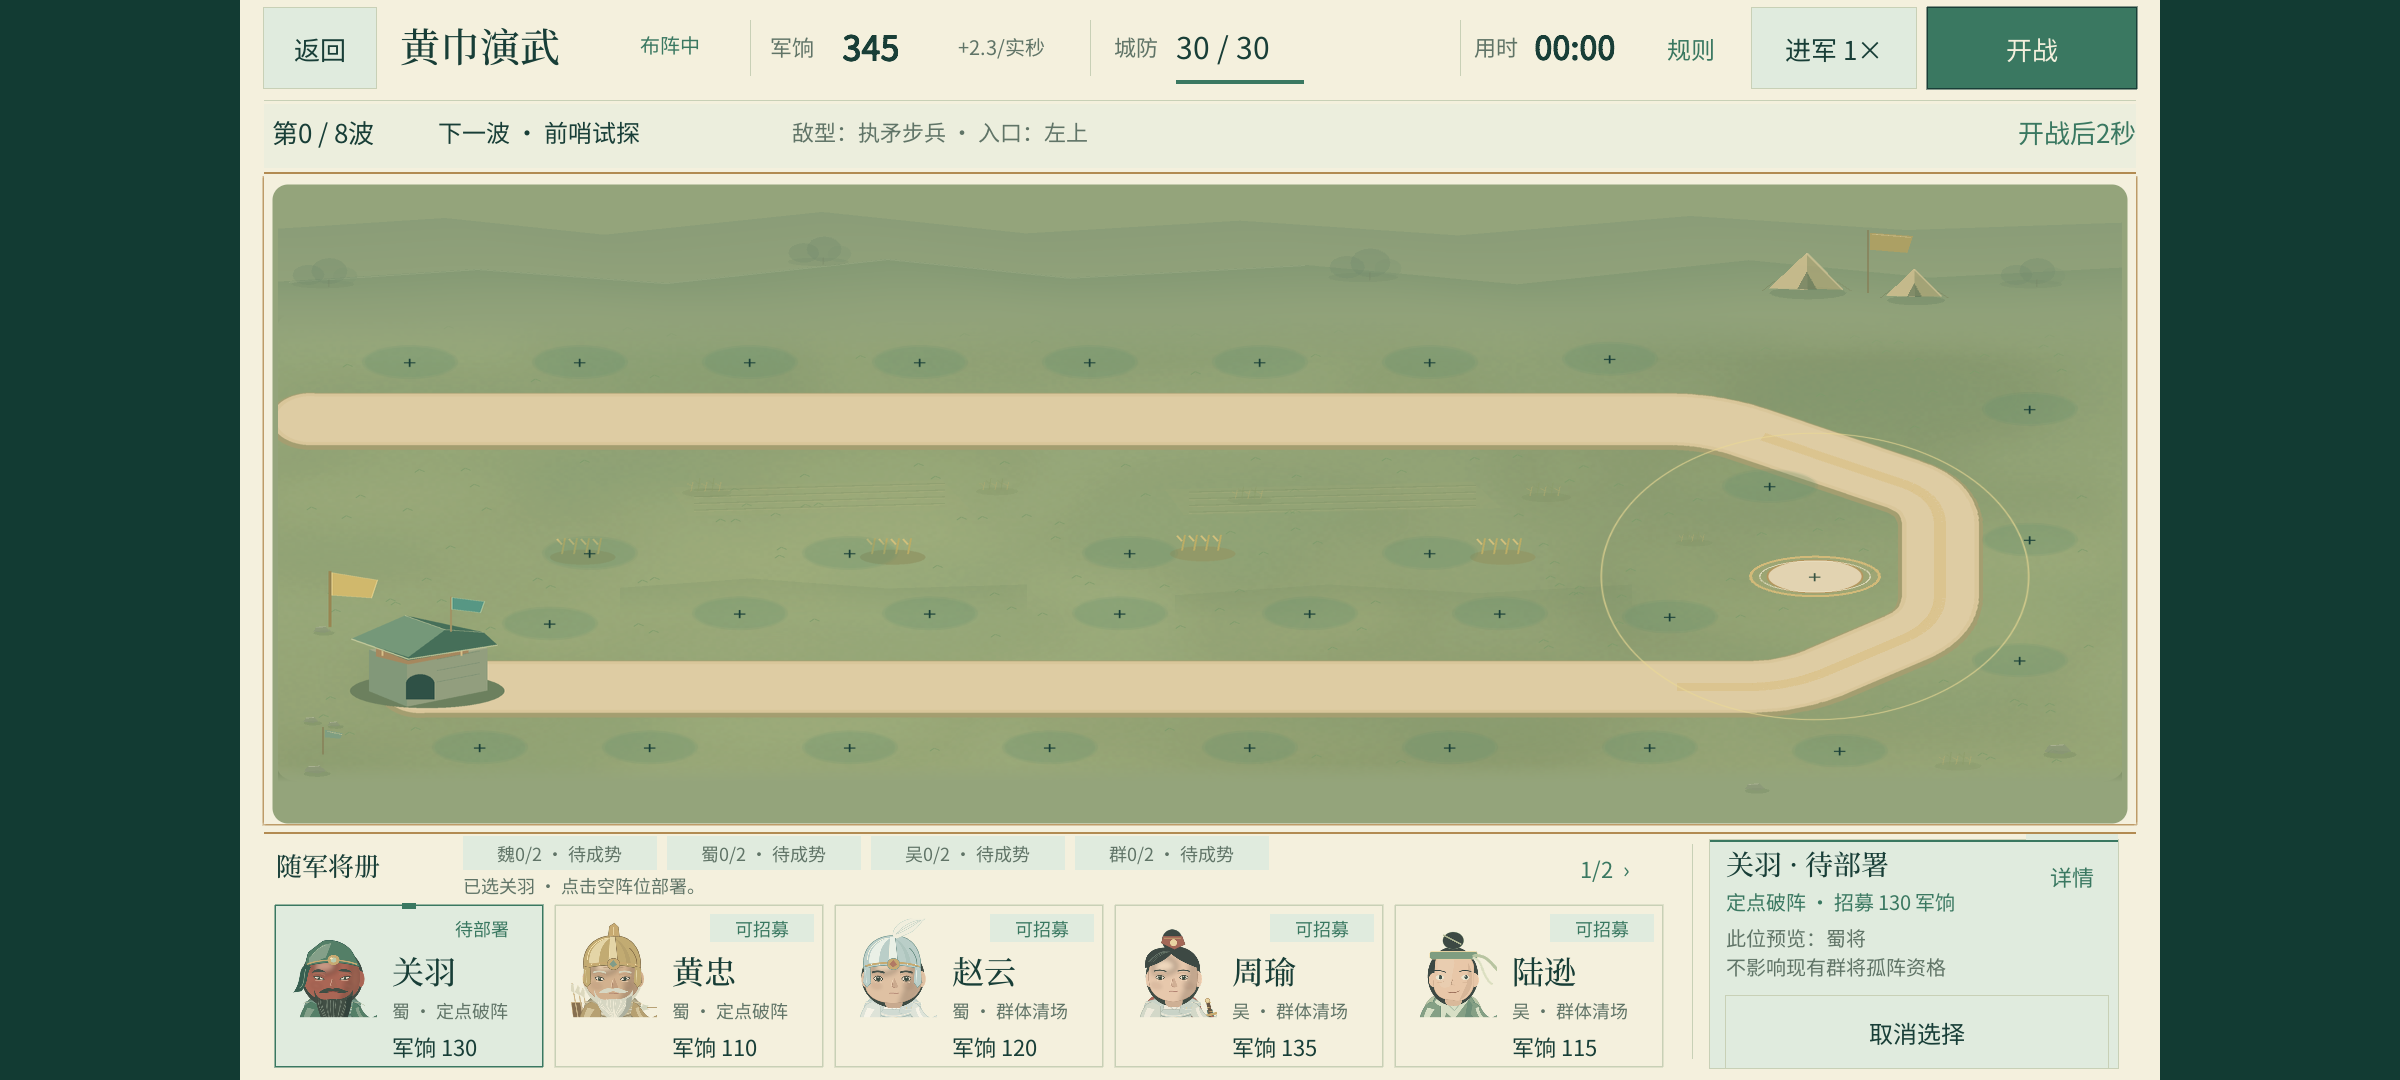 返回 黄巾演武 布阵中 军饷 345 +2.3/实秒 城防 30 / 30 用时 00:00 规则 进军 1× 开战
第0 / 8波 下一波 · 前哨试探 敌型：执矛步兵 · 入口：左上 开战后2秒
随军将册 魏0/2 · 待成势 蜀0/2 · 待成势 吴0/2 · 待成势 群0/2 · 待成势 1/2 ›
已选关羽 · 点击空阵位部署。
待部署
关羽
蜀 · 定点破阵
军饷 130
可招募
黄忠
蜀 · 定点破阵
军饷 110
可招募
赵云
蜀 · 群体清场
军饷 120
可招募
周瑜
吴 · 群体清场
军饷 135
可招募
陆逊
吴 · 群体清场
军饷 115
关羽 · 待部署 详情
定点破阵 · 招募 130 军饷
此位预览：蜀将
不影响现有群将孤阵资格
取消选择